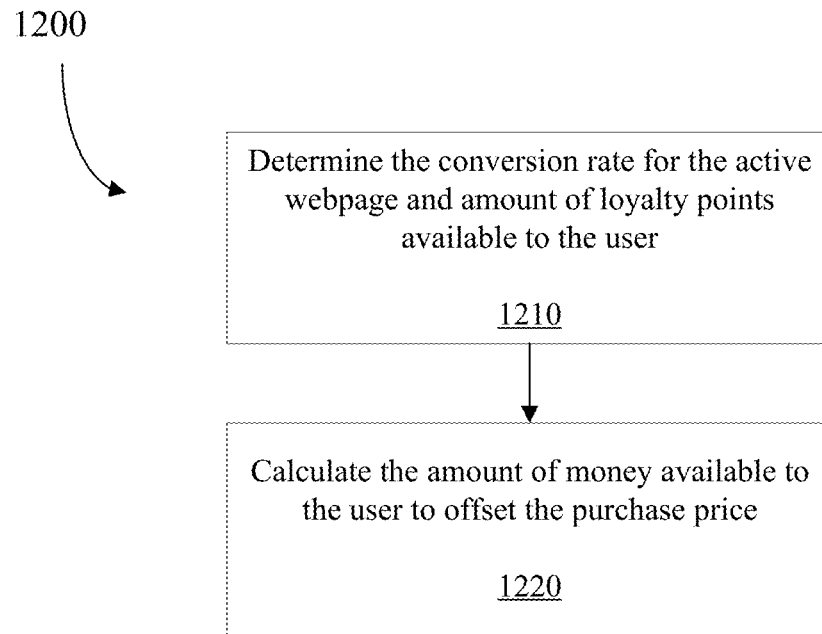 1200
Determine the conversion rate for the active
webpage and amount of loyalty points
available to the user
1210
Calculate the amount of money available to
the user to offset the purchase price
1220